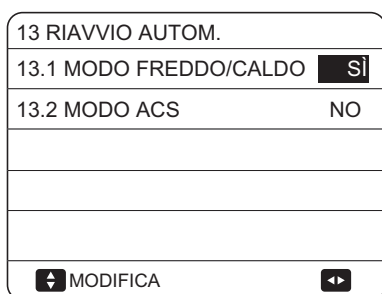 13 RIAVVIO AUTOM.
13.1 MODO FREDDO/CALDO SÌ
13.2 MODO ACS NO
MODIFICA